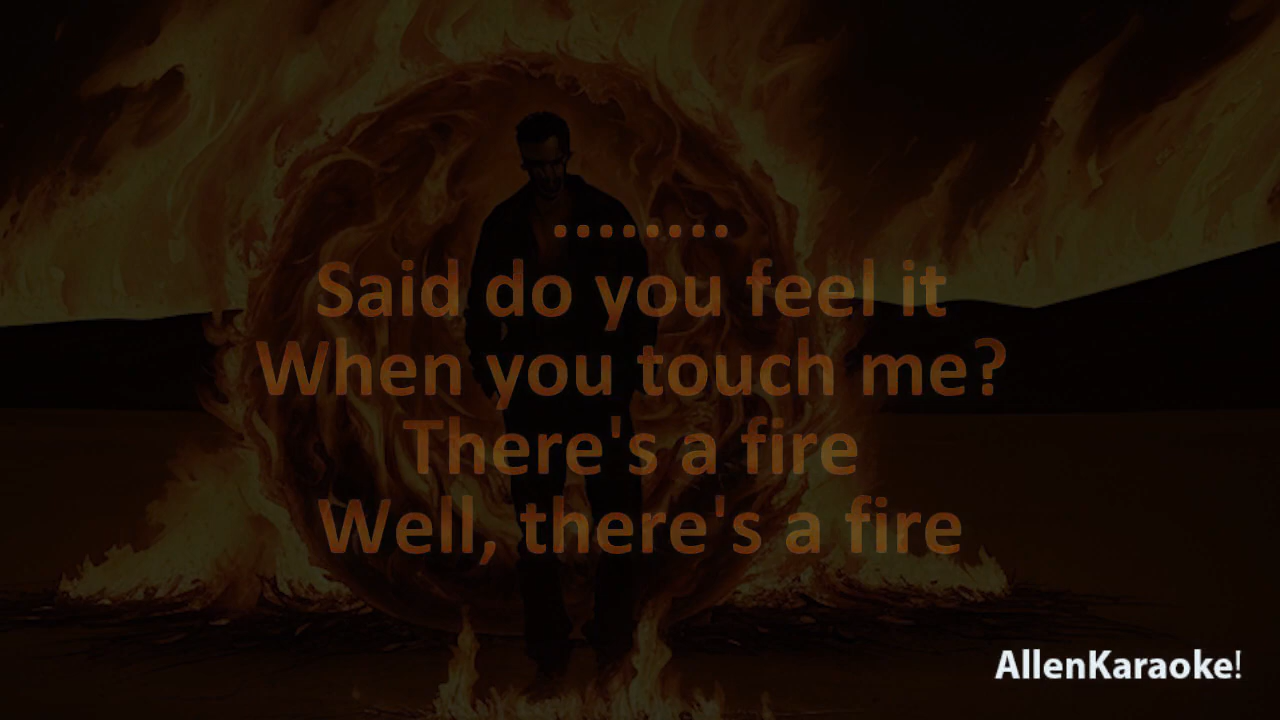 ........
Said do you feel it
When you touch me?
There's a fire
Well, there's a fire
AllenKaraoke!